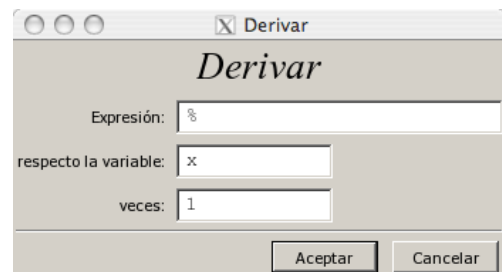 Derivar
Derivar
Expresión: %
respecto la variable: x
veces: 1
Aceptar Cancelar